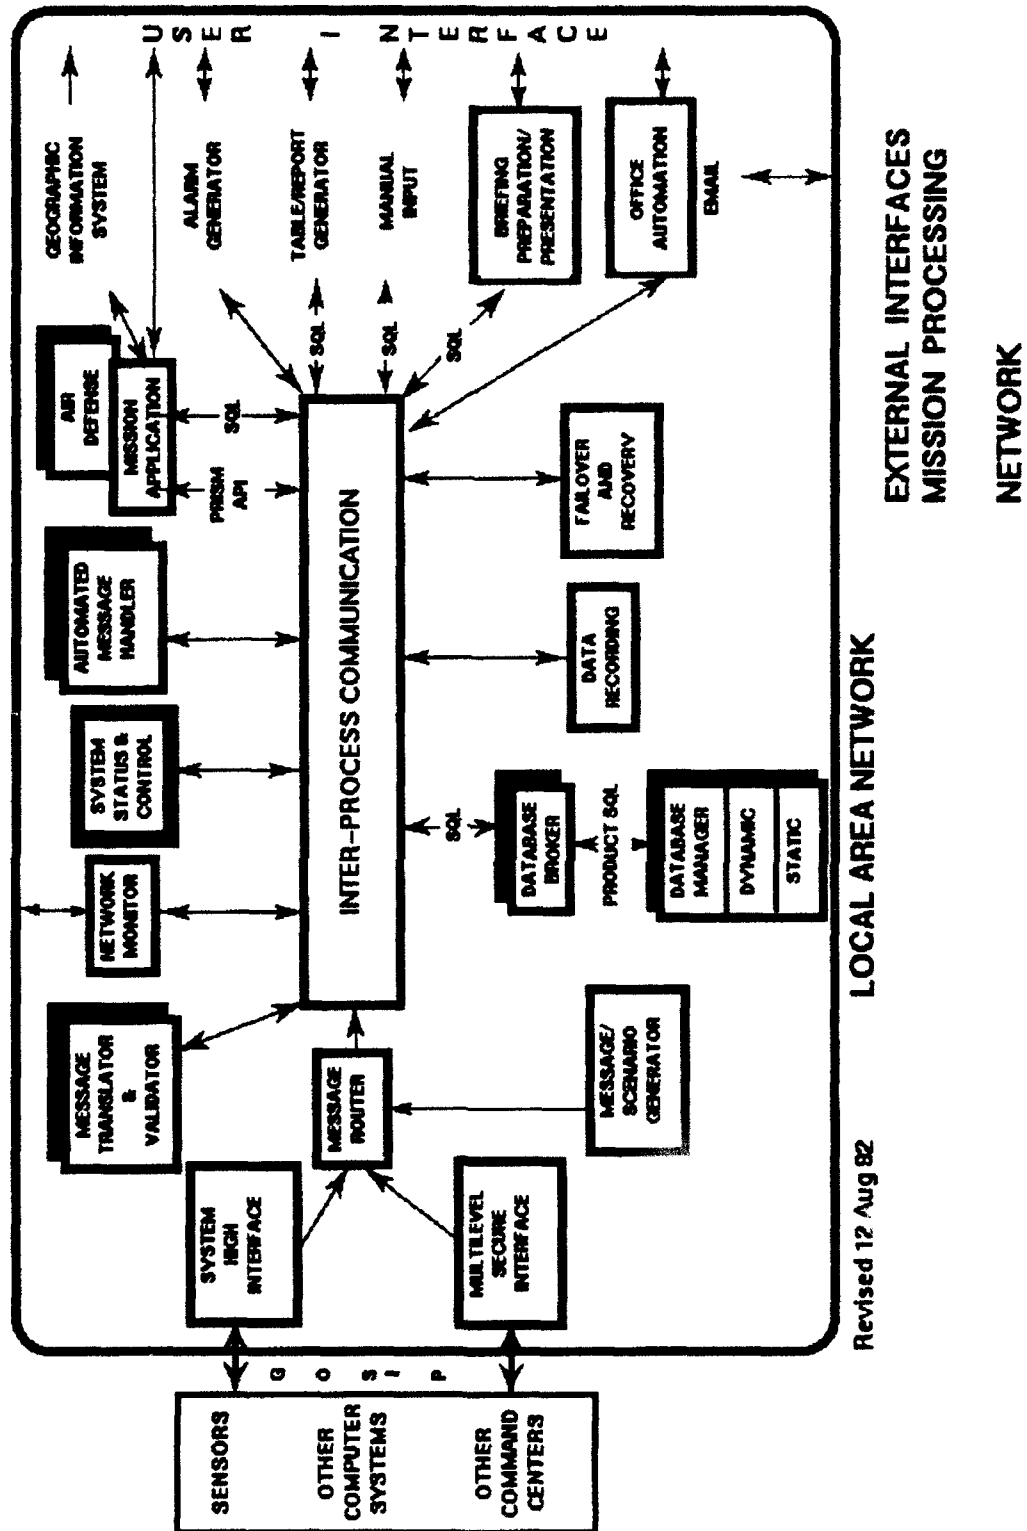 SENSORS
OTHER
COMPUTER
SYSTEMS
OTHER
COMMAND
CENTERS
GOSIP
SYSTEM
HIGH
INTERFACE
MULTILEVEL
SECURE
INTERFACE
MESSAGE
TRANSLATOR
&
VALIDATOR
MESSAGE
ROUTER
MESSAGE/
SCENARIO
GENERATOR
NETWORK
MONITOR
SYSTEM
STATUS &
CONTROL
AUTOMATED
MESSAGE
HANDLER
AIR
DEFENSE
MISSION
APPLICATION
PRISM
API
SQL
INTER-PROCESS COMMUNICATION
SQL
DATABASE
BROKER
PRODUCT SQL
DATABASE
MANAGER
DYNAMIC
STATIC
DATA
RECORDING
FAILOVER
AND
RECOVERY
GEOGRAPHIC
INFORMATION
SYSTEM
ALARM
GENERATOR
TABLE/REPORT
GENERATOR
SQL
MANUAL
INPUT
SQL
BRIEFING
PREPARATION/
PRESENTATION
SQL
OFFICE
AUTOMATION
EMAIL
USER INTERFACE
Revised 12 Aug 92
LOCAL AREA NETWORK
EXTERNAL INTERFACES
MISSION PROCESSING
NETWORK